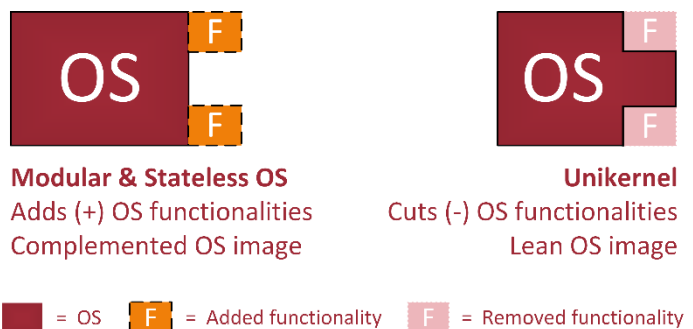 OS F F
OS F F
Modular & Stateless OS
Adds (+) OS functionalities
Complemented OS image
Unikernel
Cuts (-) OS functionalities
Lean OS image
= OS F = Added functionality F = Removed functionality